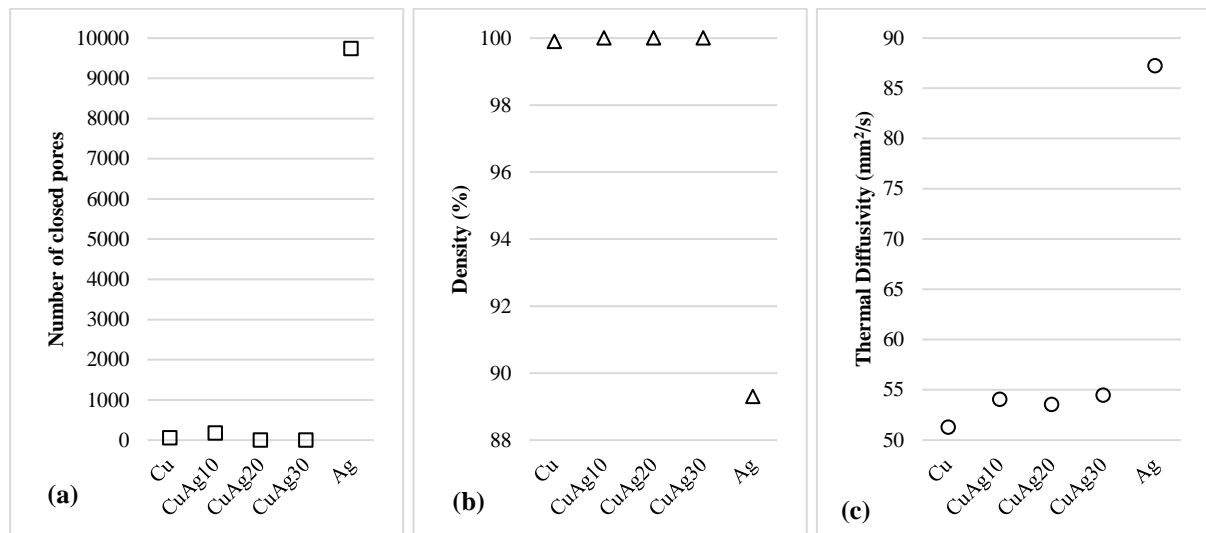 Number of closed pores
10000
9000
8000
7000
6000
5000
4000
3000
2000
1000
0
Cu
CuAg10
CuAg20
CuAg30
Ag
(a)
Density (%)
100
98
96
94
92
90
88
Cu
CuAg10
CuAg20
CuAg30
Ag
(b)
Thermal Diffusivity (mm²/s)
90
85
80
75
70
65
60
55
50
Cu
CuAg10
CuAg20
CuAg30
Ag
(c)